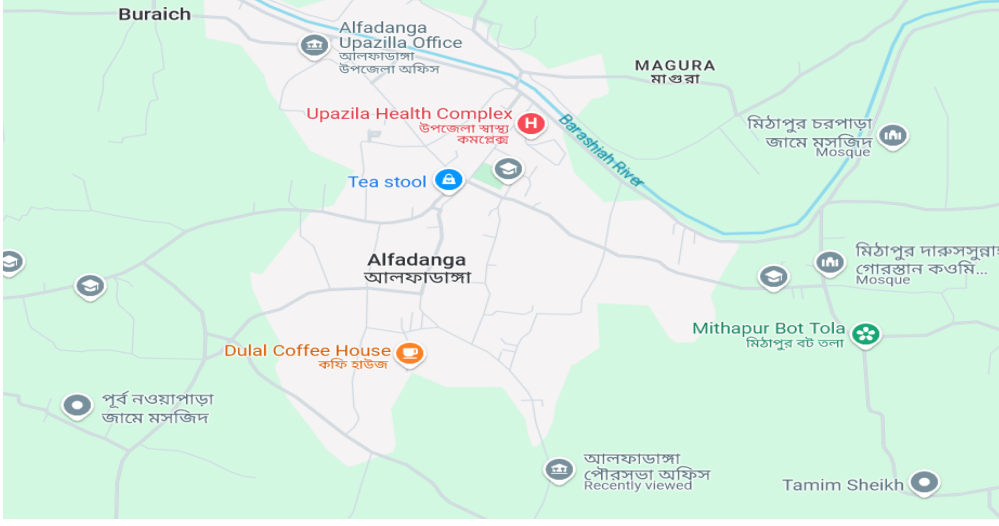 Buraich
Alfadanga
Upazilla Office
আলফাডাঙ্গা
উপজেলা অফিস
MAGURA
মাগুরা
Upazila Health Complex
উপজেলা স্বাস্থ্য
কমপ্লেক্স
H
Barashiah River
মিঠাপুর চরপাড়া
জামে মসজিদ
Mosque
Tea stool
Alfadanga
আলফাডাঙ্গা
মিঠাপুর দারুসসুন্নাহ
গোরস্তান কওমি...
Mosque
Mithapur Bot Tola
মিঠাপুর বট তলা
Dulal Coffee House
কফি হাউজ
পূর্ব নওয়াপাড়া
জামে মসজিদ
আলফাডাঙ্গা
পৌরসভা অফিস
Recently viewed
Tamim Sheikh